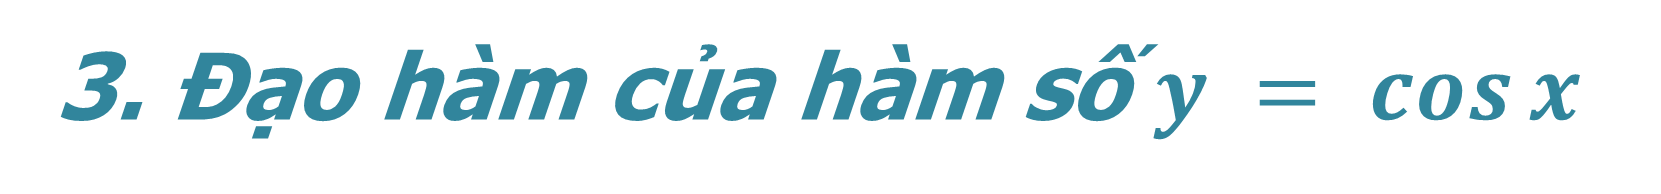 3. Đạo hàm của hàm số y = cos x